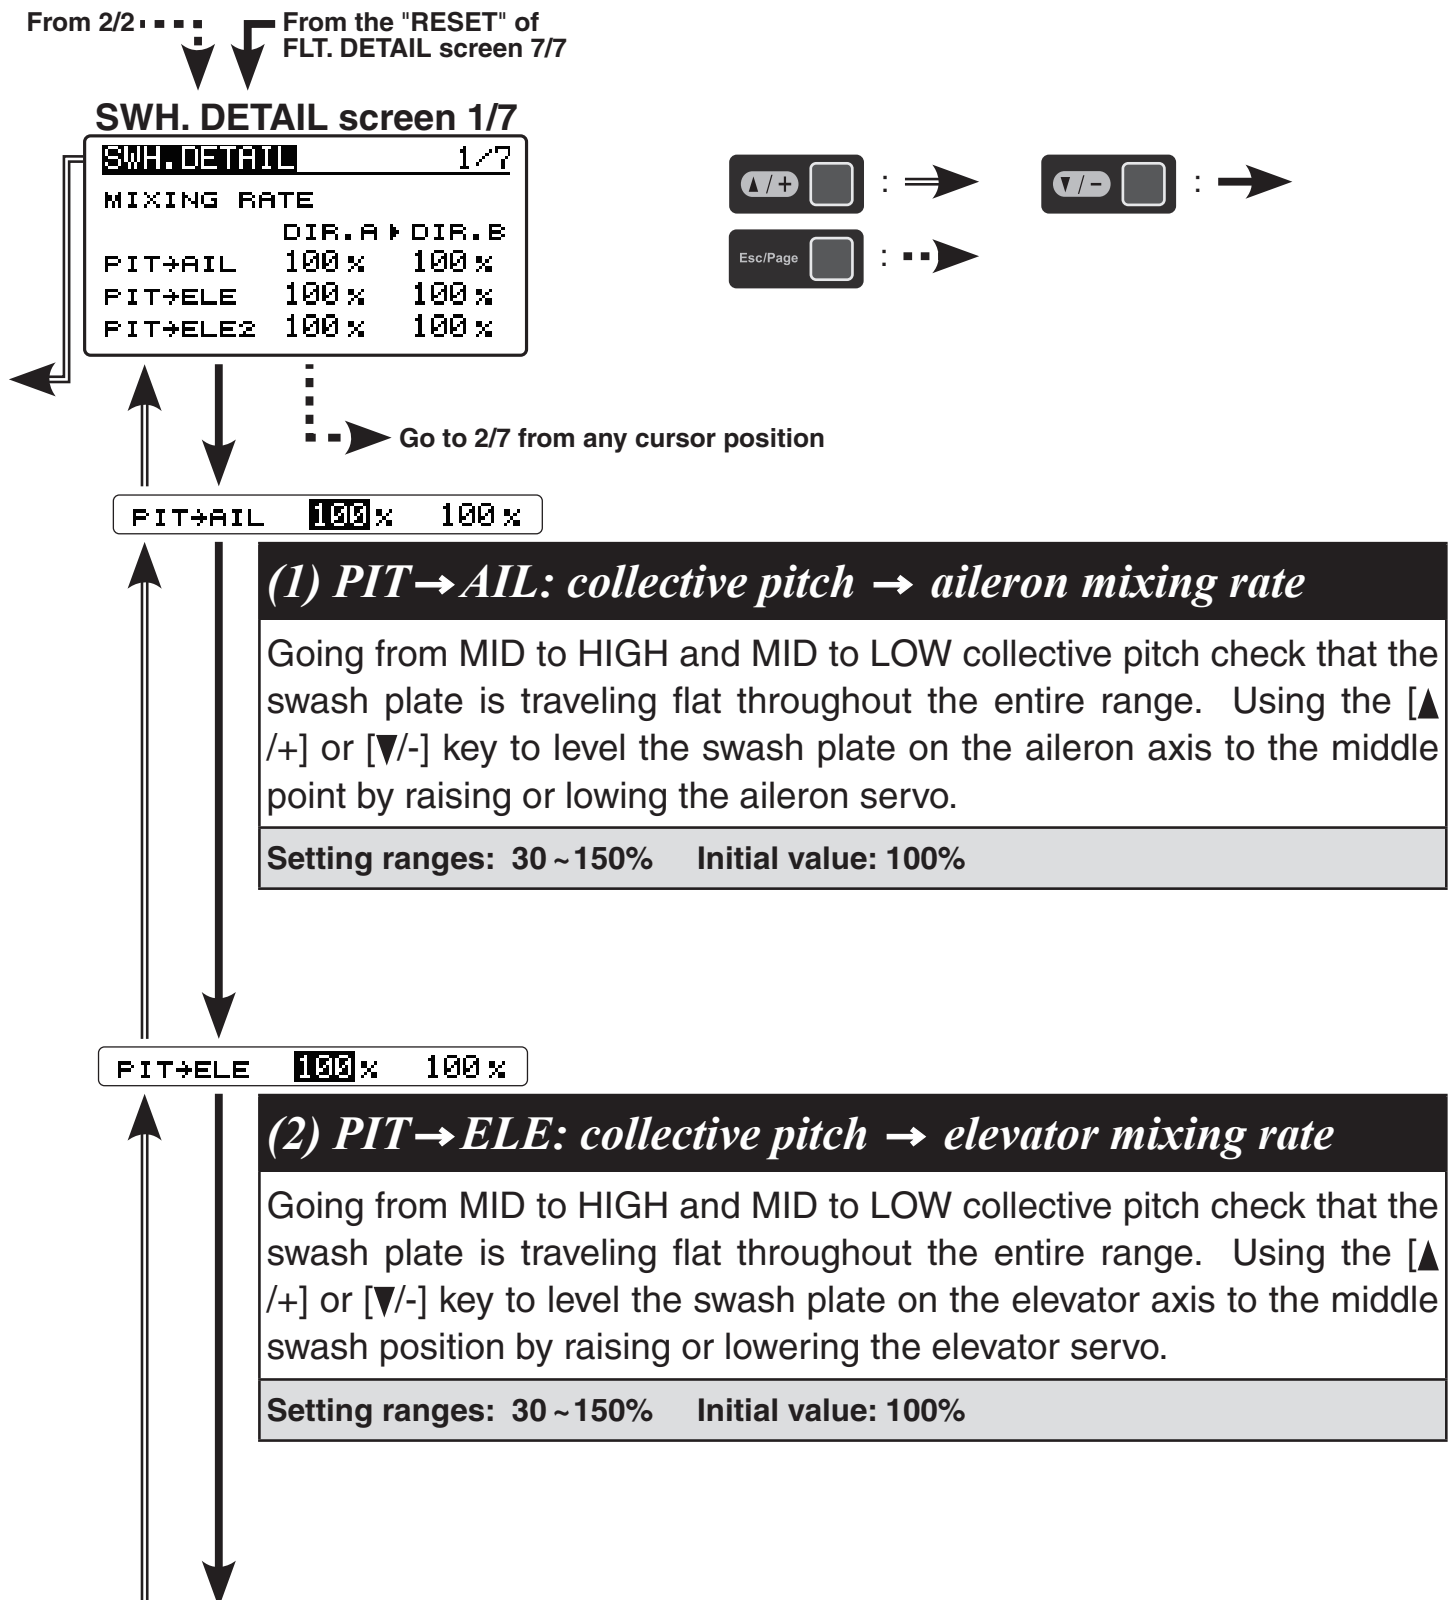 From 2/2
From the "RESET" of
FLT. DETAIL screen 7/7
SWH. DETAIL screen 1/7
SWH.DETAIL 1/7
MIXING RATE
DIR.A▶DIR.B
PIT→AIL 100% 100%
PIT→ELE 100% 100%
PIT→ELE2 100% 100%
▲/+ :
▼/- :
Esc/Page :
Go to 2/7 from any cursor position
PIT→AIL 100% 100%
(1) PIT→AIL: collective pitch → aileron mixing rate
Going from MID to HIGH and MID to LOW collective pitch check that the
swash plate is traveling flat throughout the entire range. Using the [▲
/+] or [▼/-] key to level the swash plate on the aileron axis to the middle
point by raising or lowing the aileron servo.
Setting ranges: 30~150% Initial value: 100%
PIT→ELE 100% 100%
(2) PIT→ELE: collective pitch → elevator mixing rate
Going from MID to HIGH and MID to LOW collective pitch check that the
swash plate is traveling flat throughout the entire range. Using the [▲
/+] or [▼/-] key to level the swash plate on the elevator axis to the middle
swash position by raising or lowering the elevator servo.
Setting ranges: 30~150% Initial value: 100%